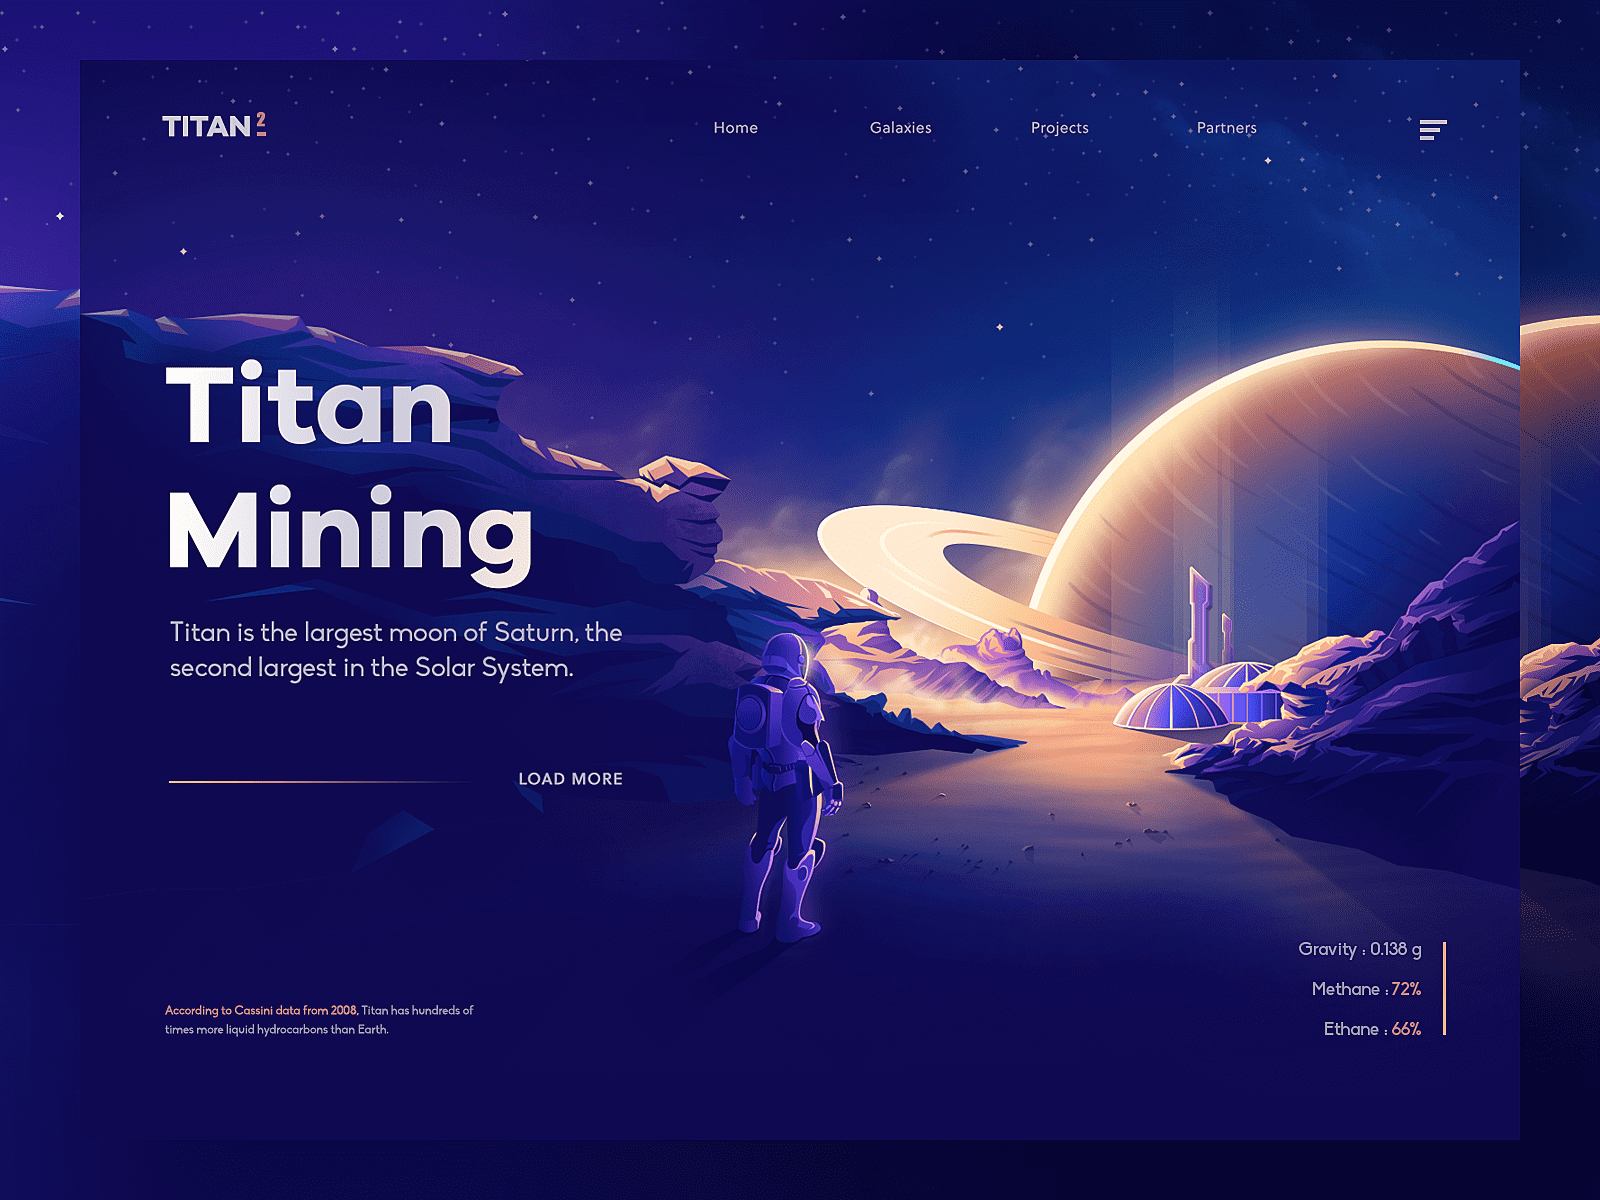 TITAN 2
Home
Galaxies
Projects
Partners
Titan
Mining
Titan is the largest moon of Saturn, the
second largest in the Solar System.
LOAD MORE
Gravity : 0.138 g
Methane : 72%
Ethane : 66%
According to Cassini data from 2008, Titan has hundreds of
times more liquid hydrocarbons than Earth.